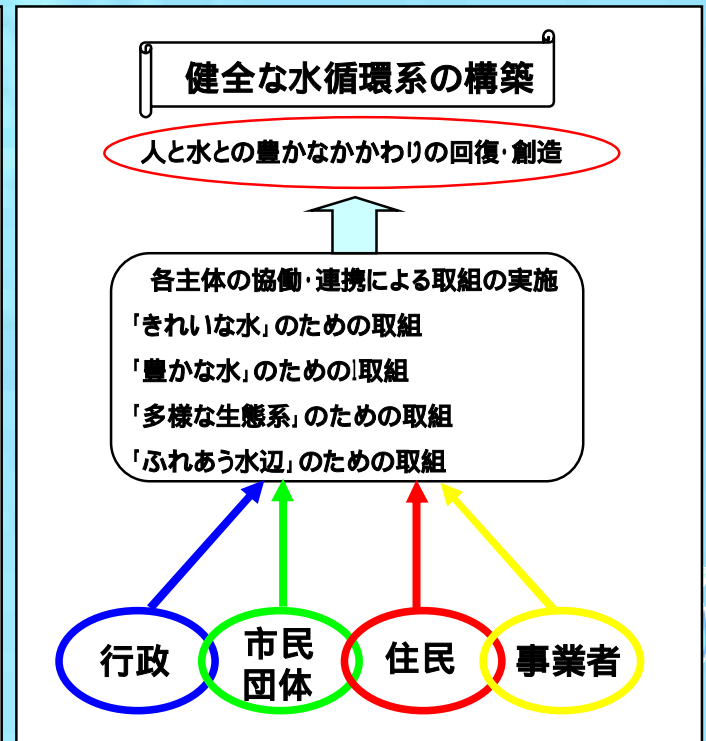 健全な水循環系の構築
人と水との豊かなかかわりの回復・創造
各主体の協働・連携による取組の実施
「きれいな水」のための取組
「豊かな水」のための取組
「多様な生態系」のための取組
「ふれあう水辺」のための取組
行政
市民
団体
住民
事業者